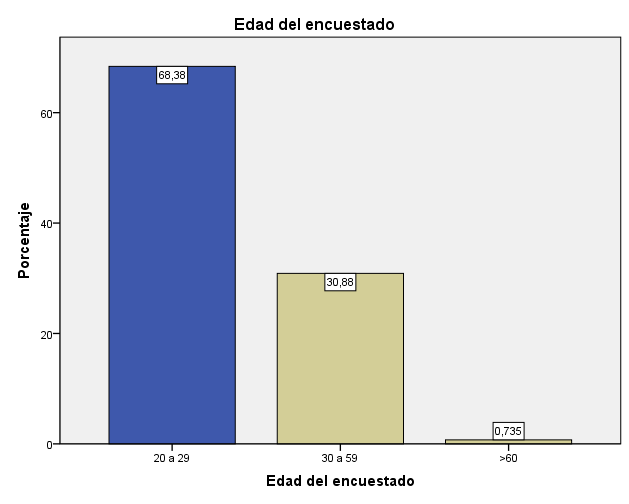 Edad del encuestado
68,38
60
40
30,88
20
0,735
0
20 a 29
30 a 59
>60
Porcentaje
Edad del encuestado